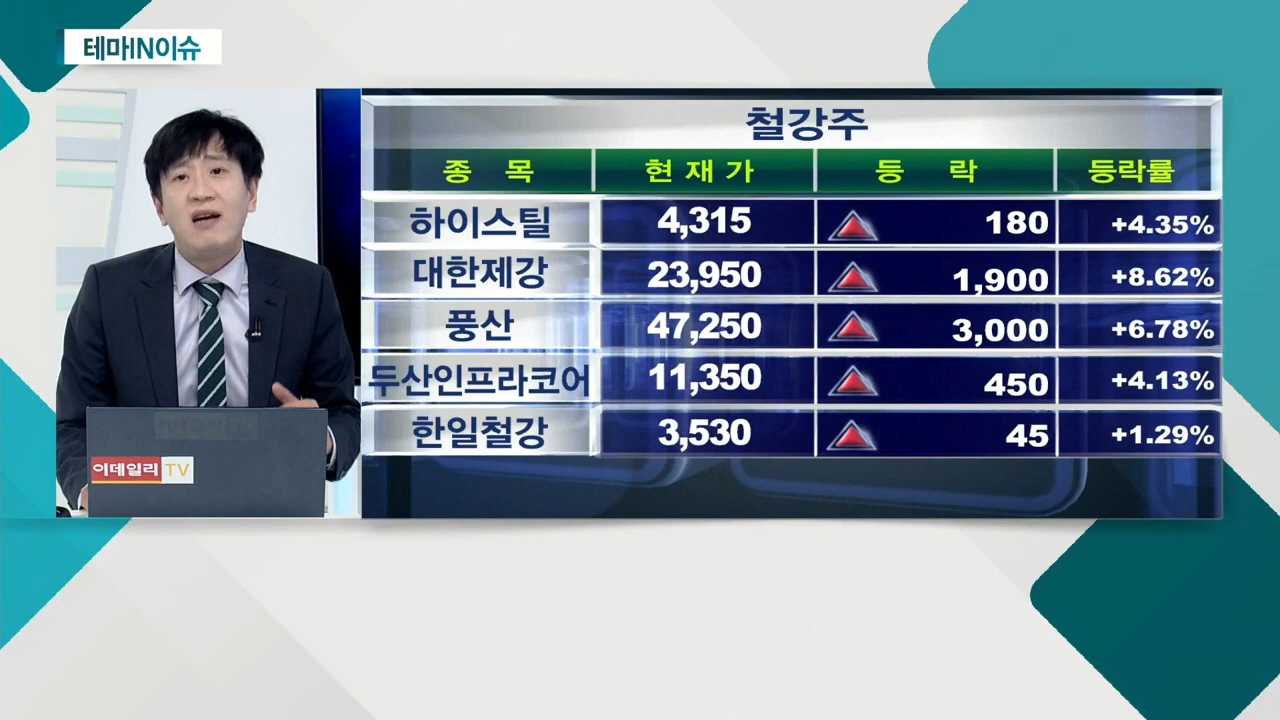 테마IN이슈
철강주
종 목 현 재 가 등 락 등락률
하이스틸 4,315 ▲ 180 +4.35%
대한제강 23,950 ▲ 1,900 +8.62%
풍산 47,250 ▲ 3,000 +6.78%
두산인프라코어 11,350 ▲ 450 +4.13%
한일철강 3,530 ▲ 45 +1.29%
이데일리 TV